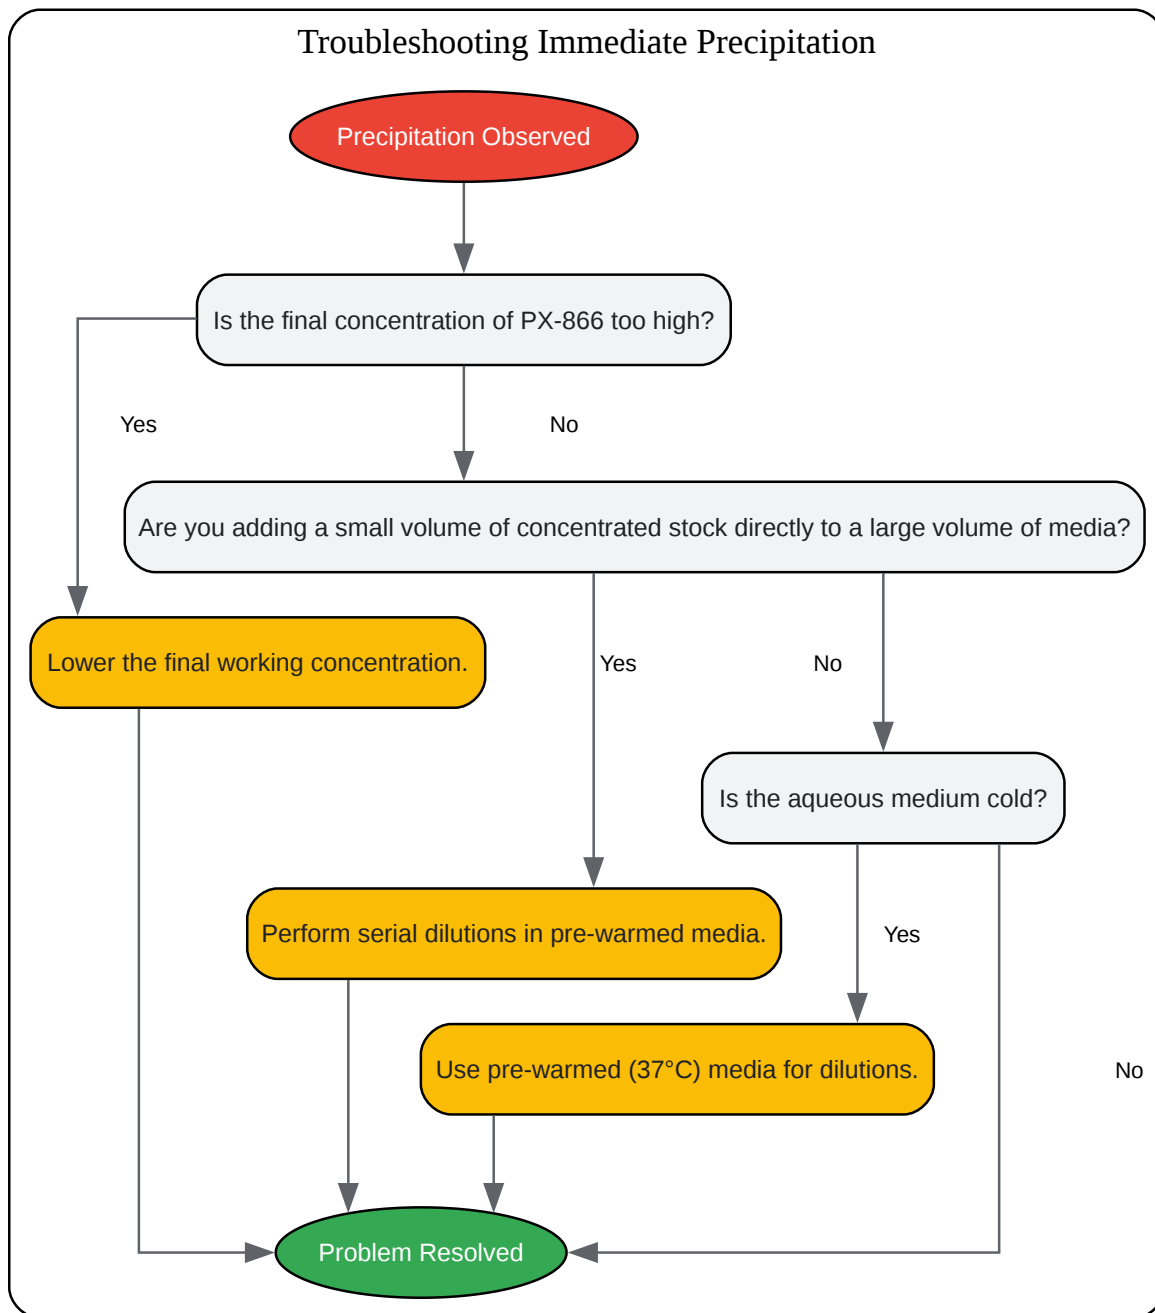 Troubleshooting Immediate Precipitation
Precipitation Observed
Is the final concentration of PX-866 too high?
Yes
No
Are you adding a small volume of concentrated stock directly to a large volume of media?
Lower the final working concentration.
Yes
No
Is the aqueous medium cold?
Perform serial dilutions in pre-warmed media.
Yes
Use pre-warmed (37°C) media for dilutions.
No
Problem Resolved